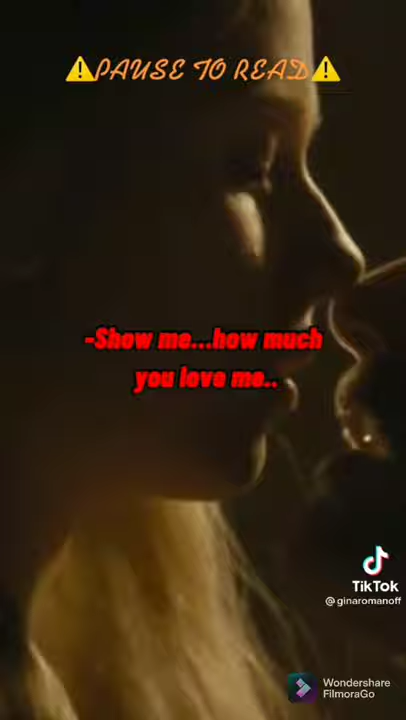 ⚠️PAUSE TO READ⚠️
-Show me...how much
you love me..
TikTok
@ginaromanoff
Wondershare
FilmoraGo